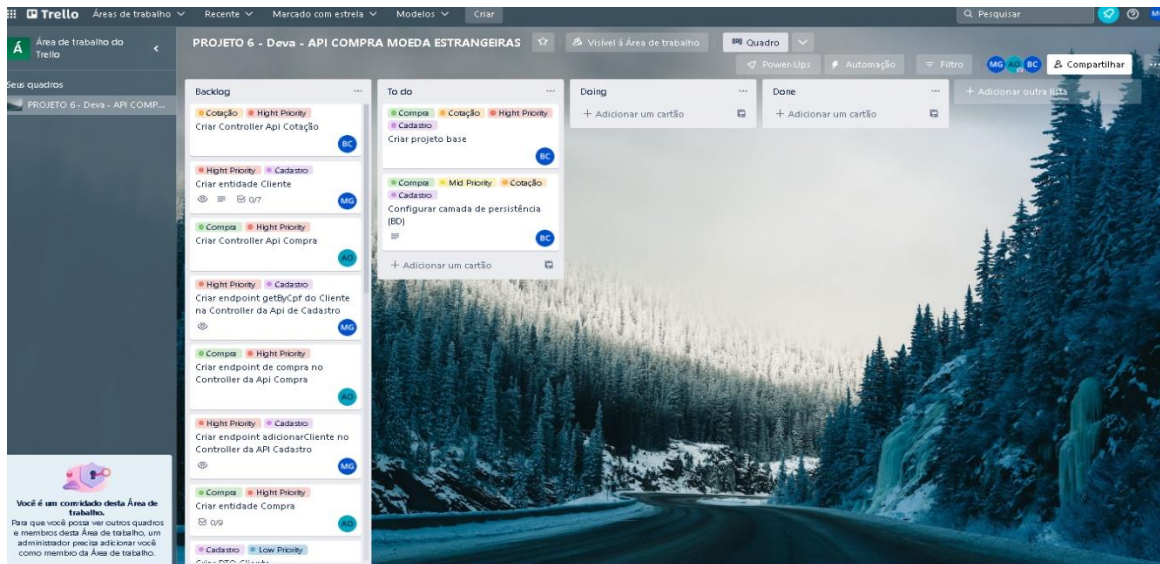 Trello
Áreas de trabalho
Recente
Marcado com estrela
Modelos
Criar
Pesquisar
Á
Área de trabalho do
Trello
Seus quadros
PROJETO 6 - Deva - API COMP...
Você é um convidado desta Área de
trabalho.
Para que você possa ver outros quadros
e membros desta Área de trabalho, um
administrador precisa adicionar você
como membro da Área de trabalho.
PROJETO 6 - Deva - API COMPRA MOEDA ESTRANGEIRAS
Visível à Área de trabalho
Quadro
Power-Ups
Automação
Filtro
MG AO BC
Compartilhar
Backlog
Cotação Hight Priority
Criar Controller Api Cotação
BC
Hight Priority Cadastro
Criar entidade Cliente
0/7
MG
Compra Hight Priority
Criar Controller Api Compra
AO
Hight Priority Cadastro
Criar endpoint getByCpf do Cliente
na Controller da Api de Cadastro
MG
Compra Hight Priority
Criar endpoint de compra no
Controller da Api Compra
AO
Hight Priority Cadastro
Criar endpoint adicionarCliente no
Controller da API Cadastro
MG
Compra Hight Priority
Criar entidade Compra
0/9
AO
Cadastro Low Priority
Criar DTO Cliente
To do
Compra Cotação Hight Priority
Cadastro
Criar projeto base
BC
Compra Mid Priority Cotação
Cadastro
Configurar camada de persistência
(BD)
BC
+ Adicionar um cartão
Doing
+ Adicionar um cartão
Done
+ Adicionar um cartão
+ Adicionar outra lista